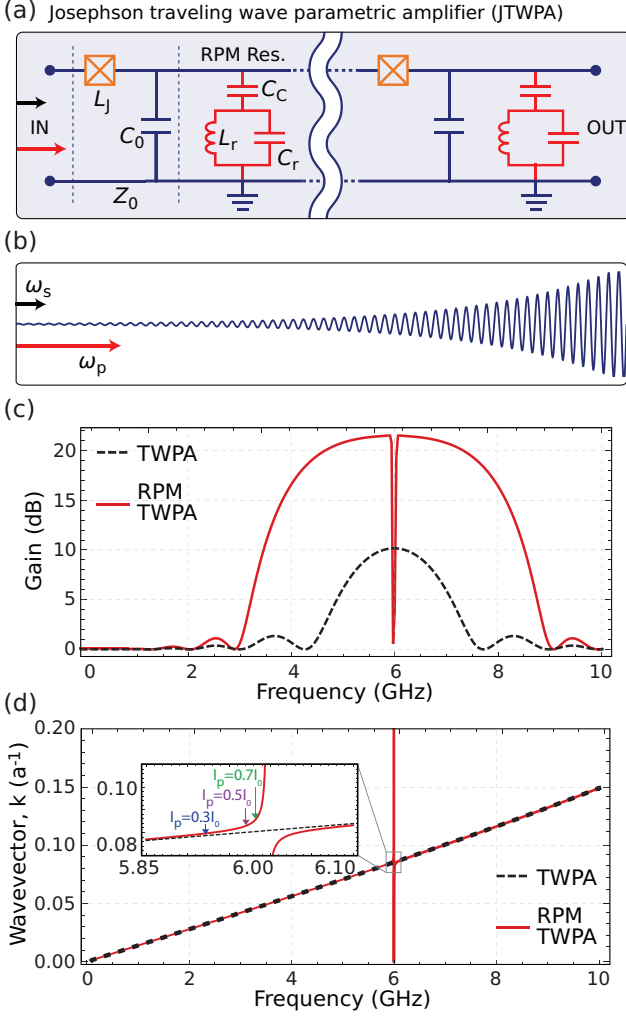 (a) Josephson traveling wave parametric amplifier (JTWPA)
RPM Res.
L_J
C_C
IN
C_0
L_r
C_r
OUT
Z_0
(b)
ω_s
ω_p
(c)
20
15
10
5
0
Gain (dB)
TWPA
RPM
TWPA
0 2 4 6 8 10
Frequency (GHz)
(d)
0.20
0.15
0.10
0.05
0.00
Wavevector, k (a⁻¹)
0.10
0.08
I_p=0.7I_0
I_p=0.5I_0
I_p=0.3I_0
5.85 6.00 6.10
TWPA
RPM
TWPA
0 2 4 6 8 10
Frequency (GHz)